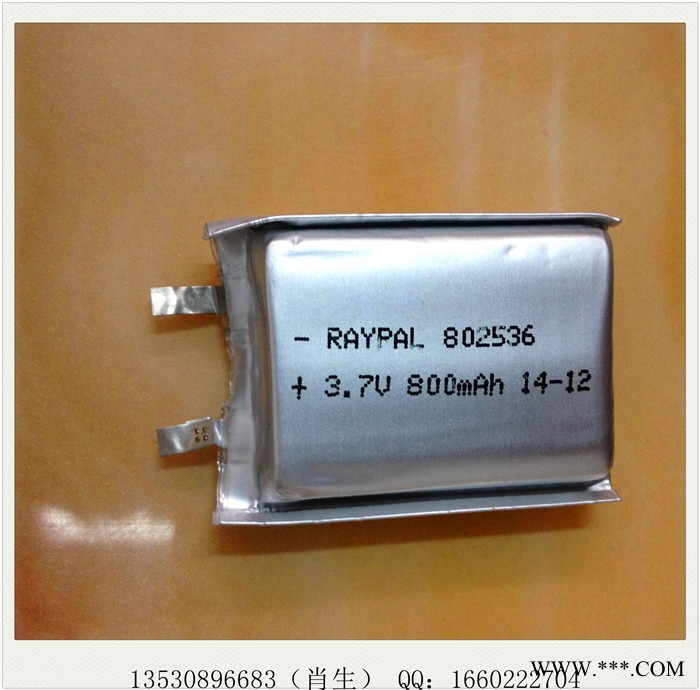 - RAYPAL 802536
+ 3.7V 800mAh 14-12
WWW.***.COM
13530896683（肖生） QQ：1660222704